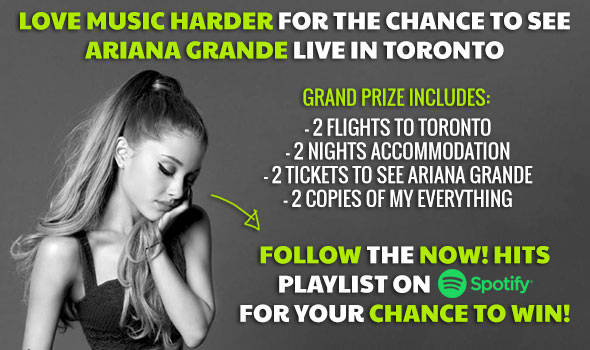 LOVE MUSIC HARDER FOR THE CHANCE TO SEE
ARIANA GRANDE LIVE IN TORONTO
GRAND PRIZE INCLUDES:
- 2 FLIGHTS TO TORONTO
- 2 NIGHTS ACCOMMODATION
- 2 TICKETS TO SEE ARIANA GRANDE
- 2 COPIES OF MY EVERYTHING
FOLLOW THE NOW! HITS
PLAYLIST ON Spotify
FOR YOUR CHANCE TO WIN!